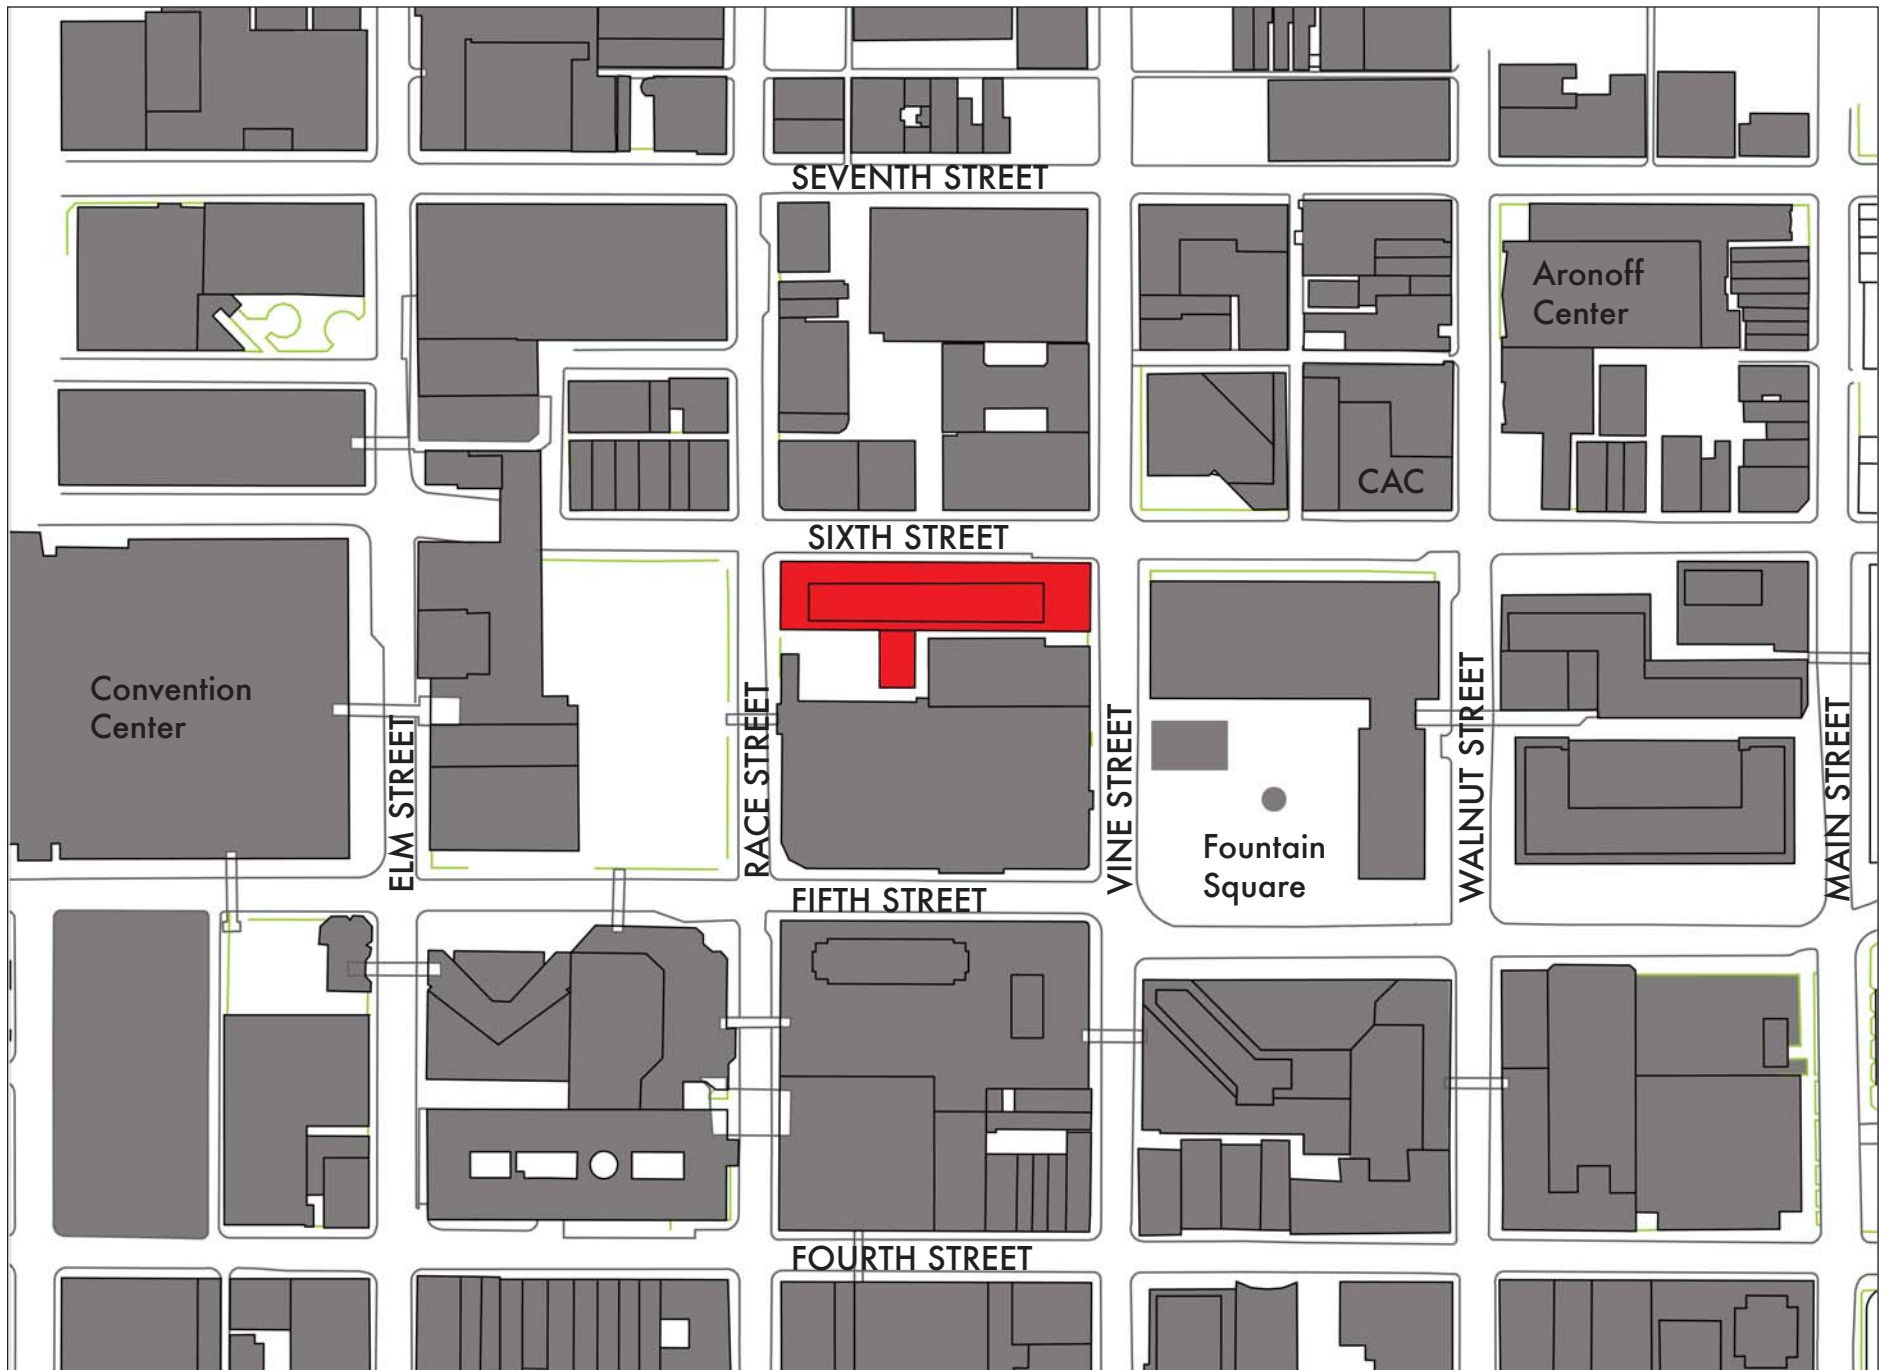 SEVENTH STREET
Aronoff
Center
CAC
SIXTH STREET
Convention
Center
ELM STREET
RACE STREET
VINE STREET
WALNUT STREET
MAIN STREET
Fountain
Square
FIFTH STREET
FOURTH STREET